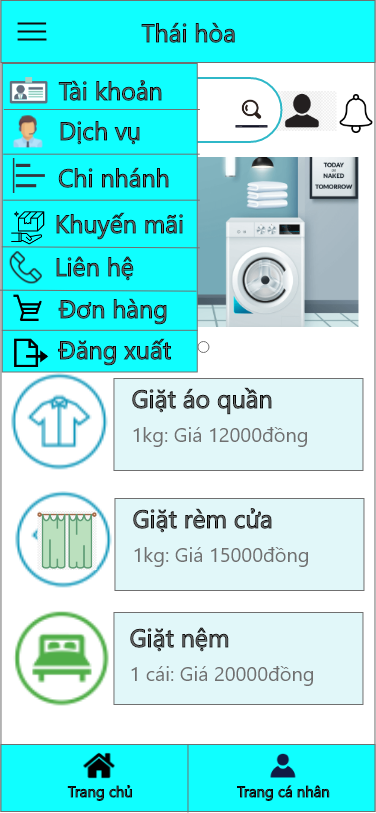 Thái hòa
Tài khoản
Dịch vụ
Chi nhánh
Khuyến mãi
Liên hệ
Đơn hàng
Đăng xuất
TODAY
or
NAKED
TOMORROW
Giặt áo quần
1kg: Giá 12000đồng
Giặt rèm cửa
1kg: Giá 15000đồng
Giặt nệm
1 cái: Giá 20000đồng
Trang chủ
Trang cá nhân